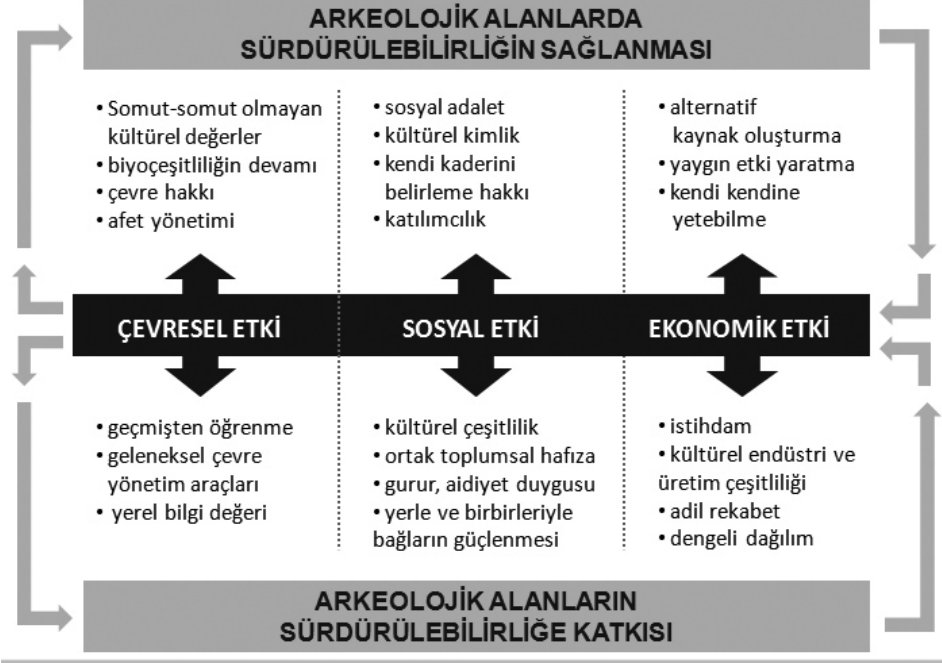 ARKEOLOJİK ALANLARDA
SÜRDÜRÜLEBİLİRLİĞİN SAĞLANMASI
• Somut-somut olmayan
kültürel değerler
• biyoçeşitliliğin devamı
• çevre hakkı
• afet yönetimi
• sosyal adalet
• kültürel kimlik
• kendi kaderini
belirleme hakkı
• katılımcılık
• alternatif
kaynak oluşturma
• yaygın etki yaratma
• kendi kendine
yetebilme
ÇEVRESEL ETKİ
SOSYAL ETKİ
EKONOMİK ETKİ
• geçmişten öğrenme
• geleneksel çevre
yönetim araçları
• yerel bilgi değeri
• kültürel çeşitlilik
• ortak toplumsal hafıza
• gurur, aidiyet duygusu
• yerle ve birbirleriyle
bağların güçlenmesi
• istihdam
• kültürel endüstri ve
üretim çeşitliliği
• adil rekabet
• dengeli dağılım
ARKEOLOJİK ALANLARIN
SÜRDÜRÜLEBİLİRLİĞE KATKISI